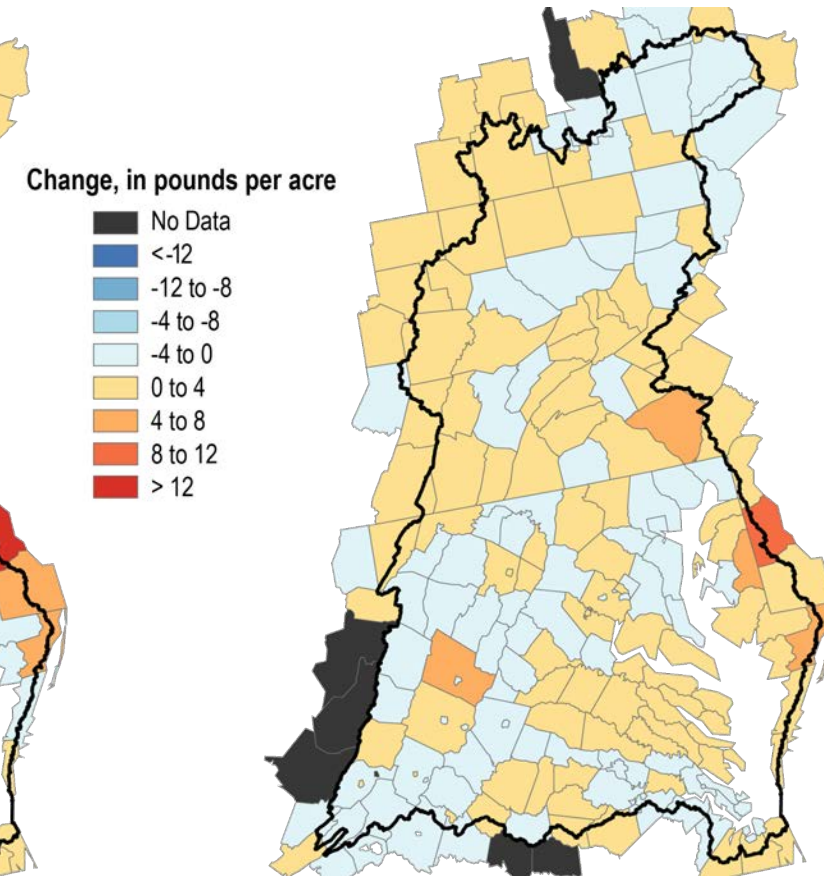 Change, in pounds per acre
No Data
<-12
-12 to -8
-4 to -8
-4 to 0
0 to 4
4 to 8
8 to 12
> 12